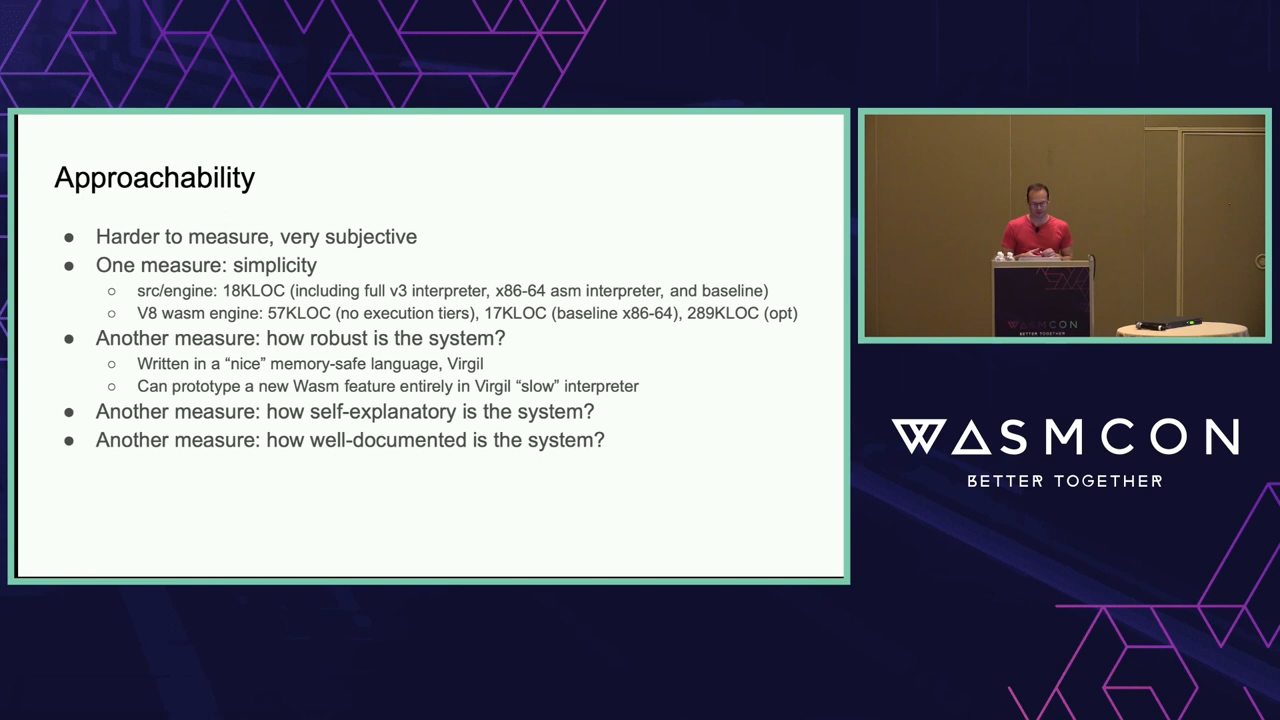 Approachability
● Harder to measure, very subjective
● One measure: simplicity
○ src/engine: 18KLOC (including full v3 interpreter, x86-64 asm interpreter, and baseline)
○ V8 wasm engine: 57KLOC (no execution tiers), 17KLOC (baseline x86-64), 289KLOC (opt)
● Another measure: how robust is the system?
○ Written in a “nice” memory-safe language, Virgil
○ Can prototype a new Wasm feature entirely in Virgil “slow” interpreter
● Another measure: how self-explanatory is the system?
● Another measure: how well-documented is the system?
WASMCON
BETTER TOGETHER
WASMCON
BETTER TOGETHER